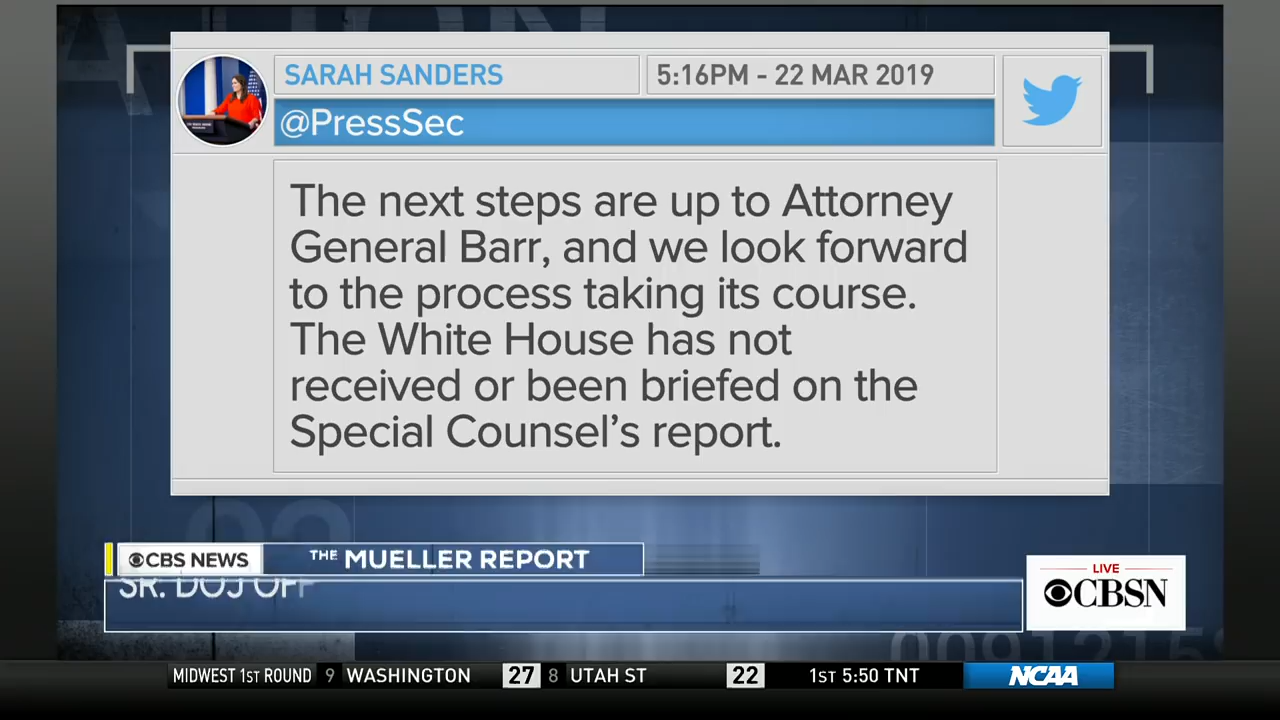 SARAH SANDERS
5:16PM - 22 MAR 2019
@PressSec
The next steps are up to Attorney
General Barr, and we look forward
to the process taking its course.
The White House has not
received or been briefed on the
Special Counsel's report.
CBS NEWS
THE MUELLER REPORT
SR. DOJ OFF
LIVE
CBSN
MIDWEST 1ST ROUND 9 WASHINGTON 27 8 UTAH ST 22 1ST 5:50 TNT NCAA